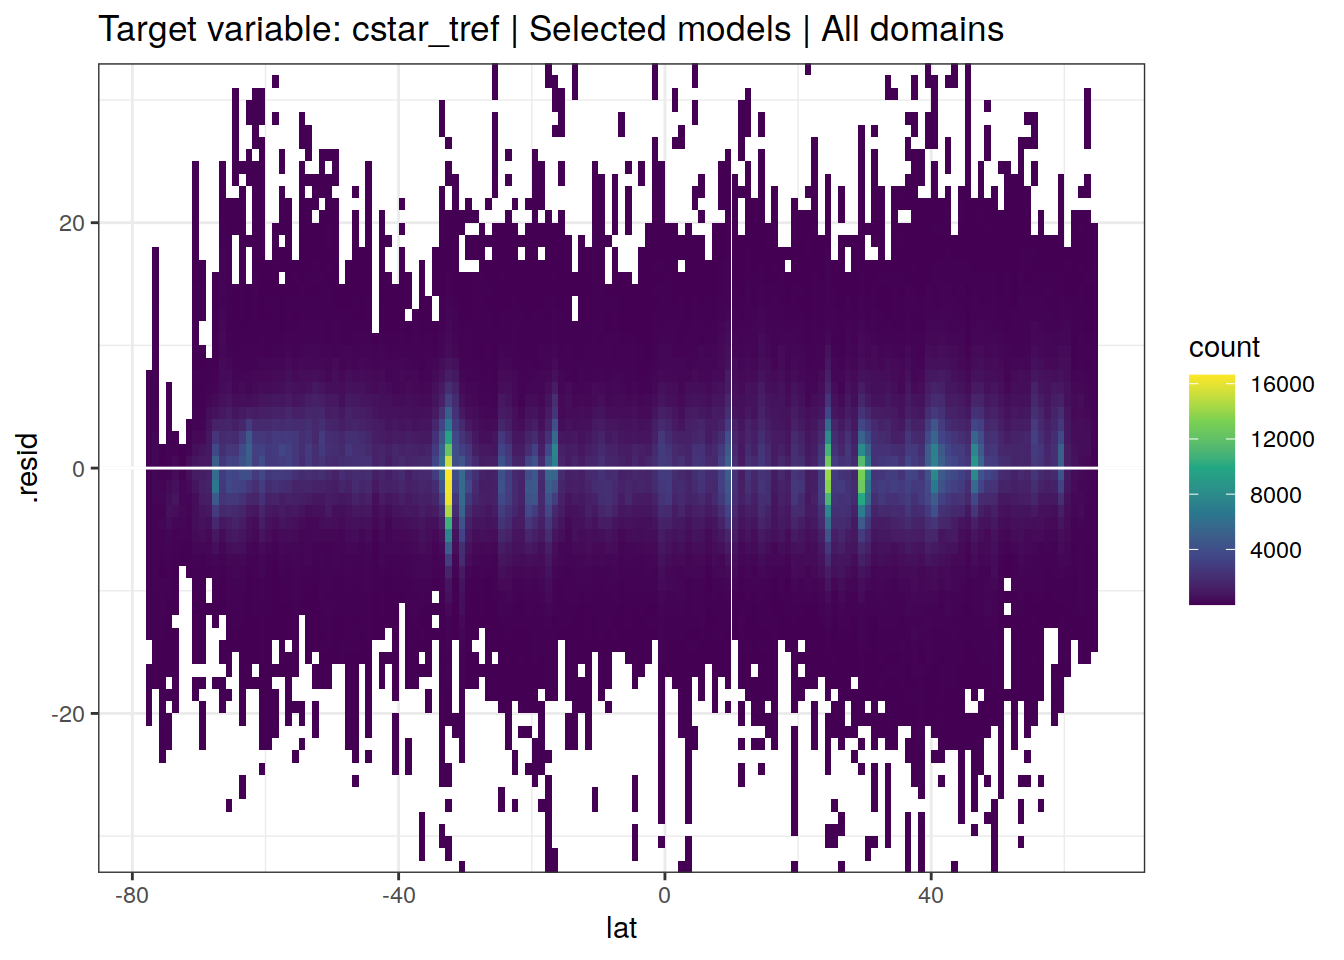 Target variable: cstar_tref | Selected models | All domains
.resid
20
0
-20
-80
-40
0
40
lat
count
16000
12000
8000
4000